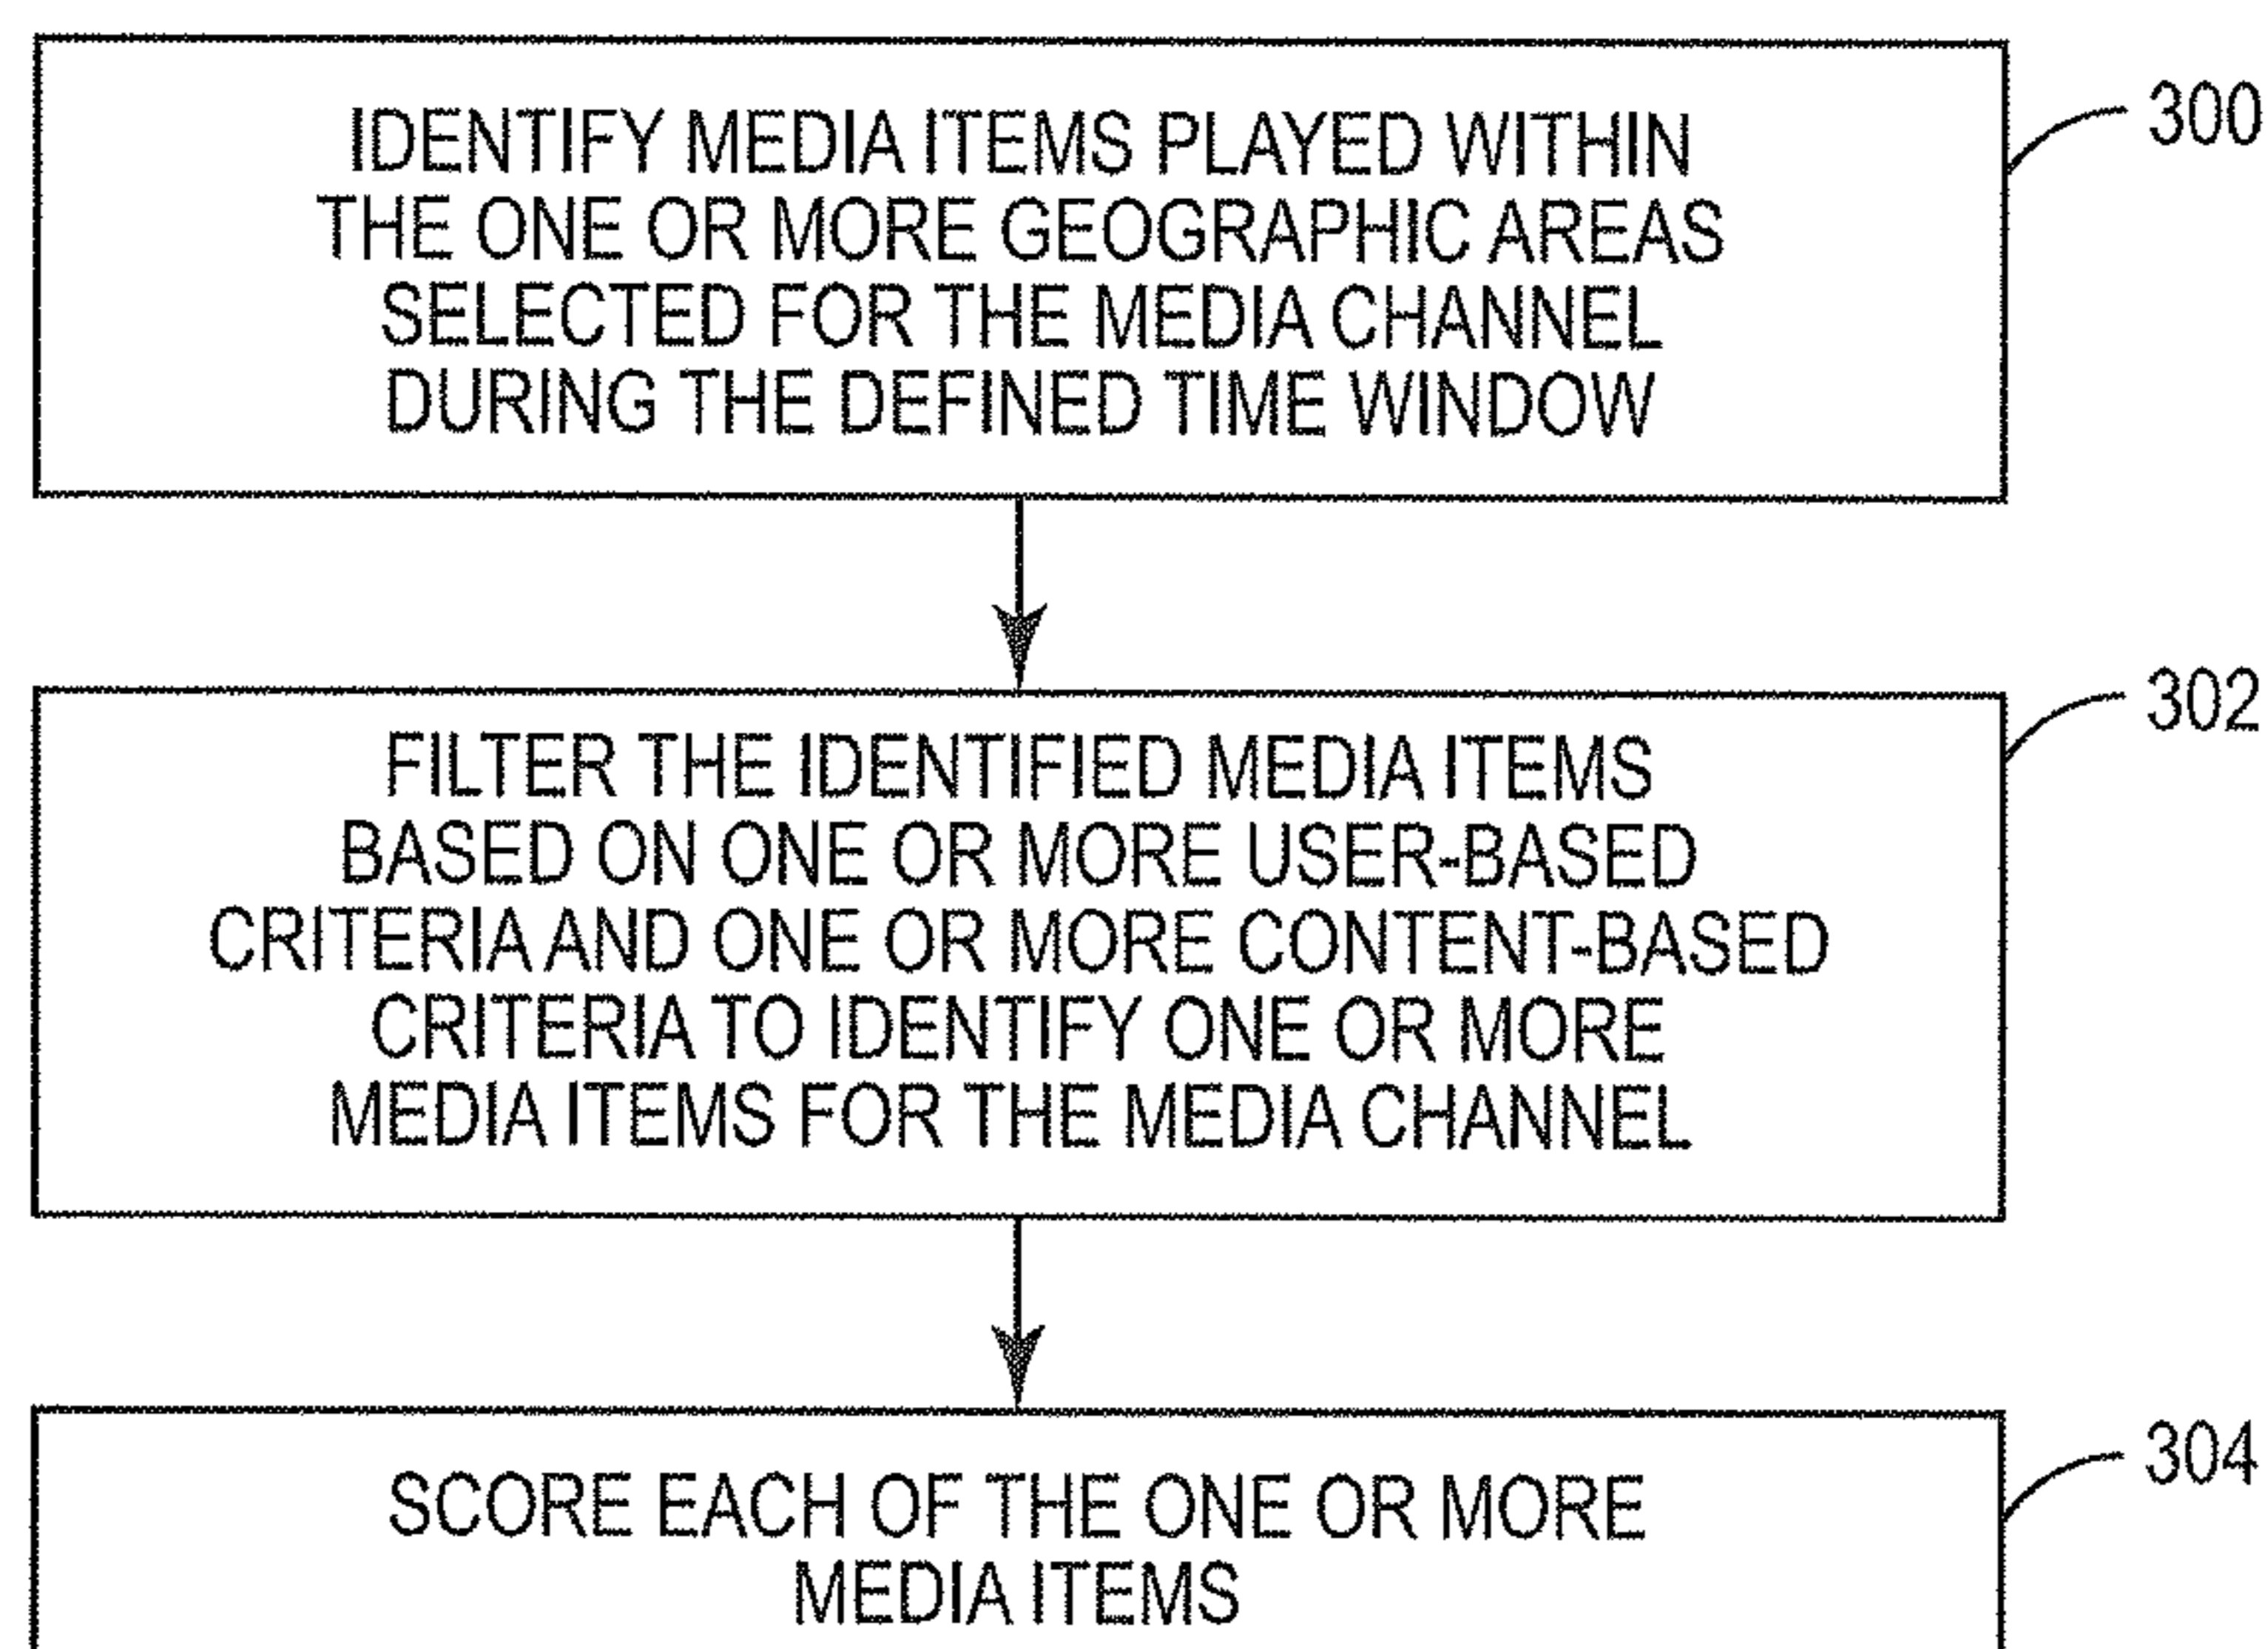 IDENTIFY MEDIA ITEMS PLAYED WITHIN
THE ONE OR MORE GEOGRAPHIC AREAS
SELECTED FOR THE MEDIA CHANNEL
DURING THE DEFINED TIME WINDOW
300
FILTER THE IDENTIFIED MEDIA ITEMS
BASED ON ONE OR MORE USER-BASED
CRITERIA AND ONE OR MORE CONTENT-BASED
CRITERIA TO IDENTIFY ONE OR MORE
MEDIA ITEMS FOR THE MEDIA CHANNEL
302
SCORE EACH OF THE ONE OR MORE
MEDIA ITEMS
304